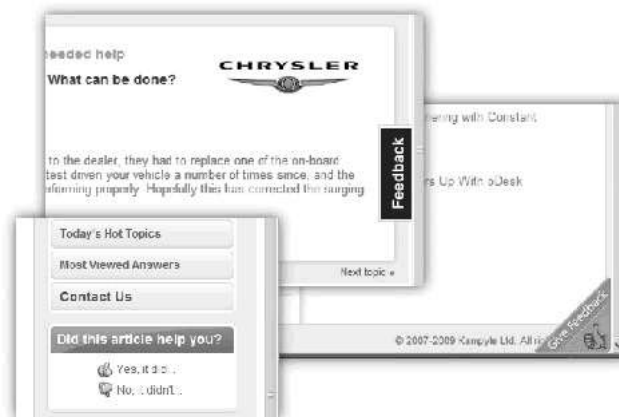 needed help
What can be done?
CHRYSLER
to the dealer, they had to replace one of the on-board
test driven your vehicle a number of times since, and the
performing properly. Hopefully this has corrected the surging
Next topic »
Feedback
ering with Constant
rs Up With oDesk
© 2007-2009 Kampyle Ltd. All ri
Give Feedback
Today's Hot Topics
Most Viewed Answers
Contact Us
Did this article help you?
Yes, it did...
No, it didn't...